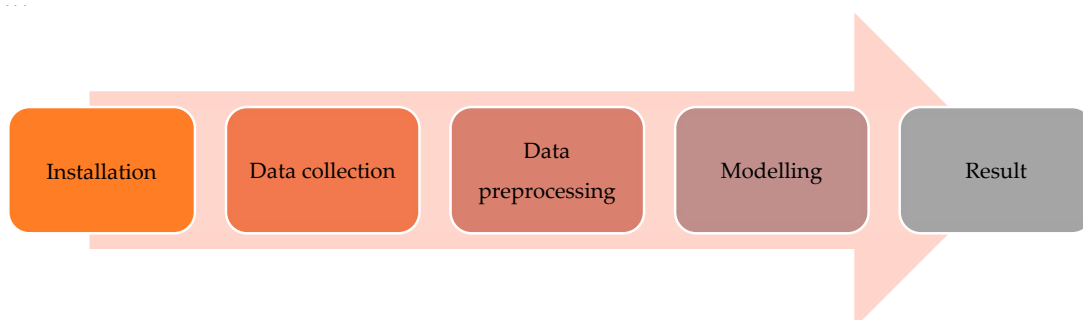 Installation
Data collection
Data
preprocessing
Modelling
Result